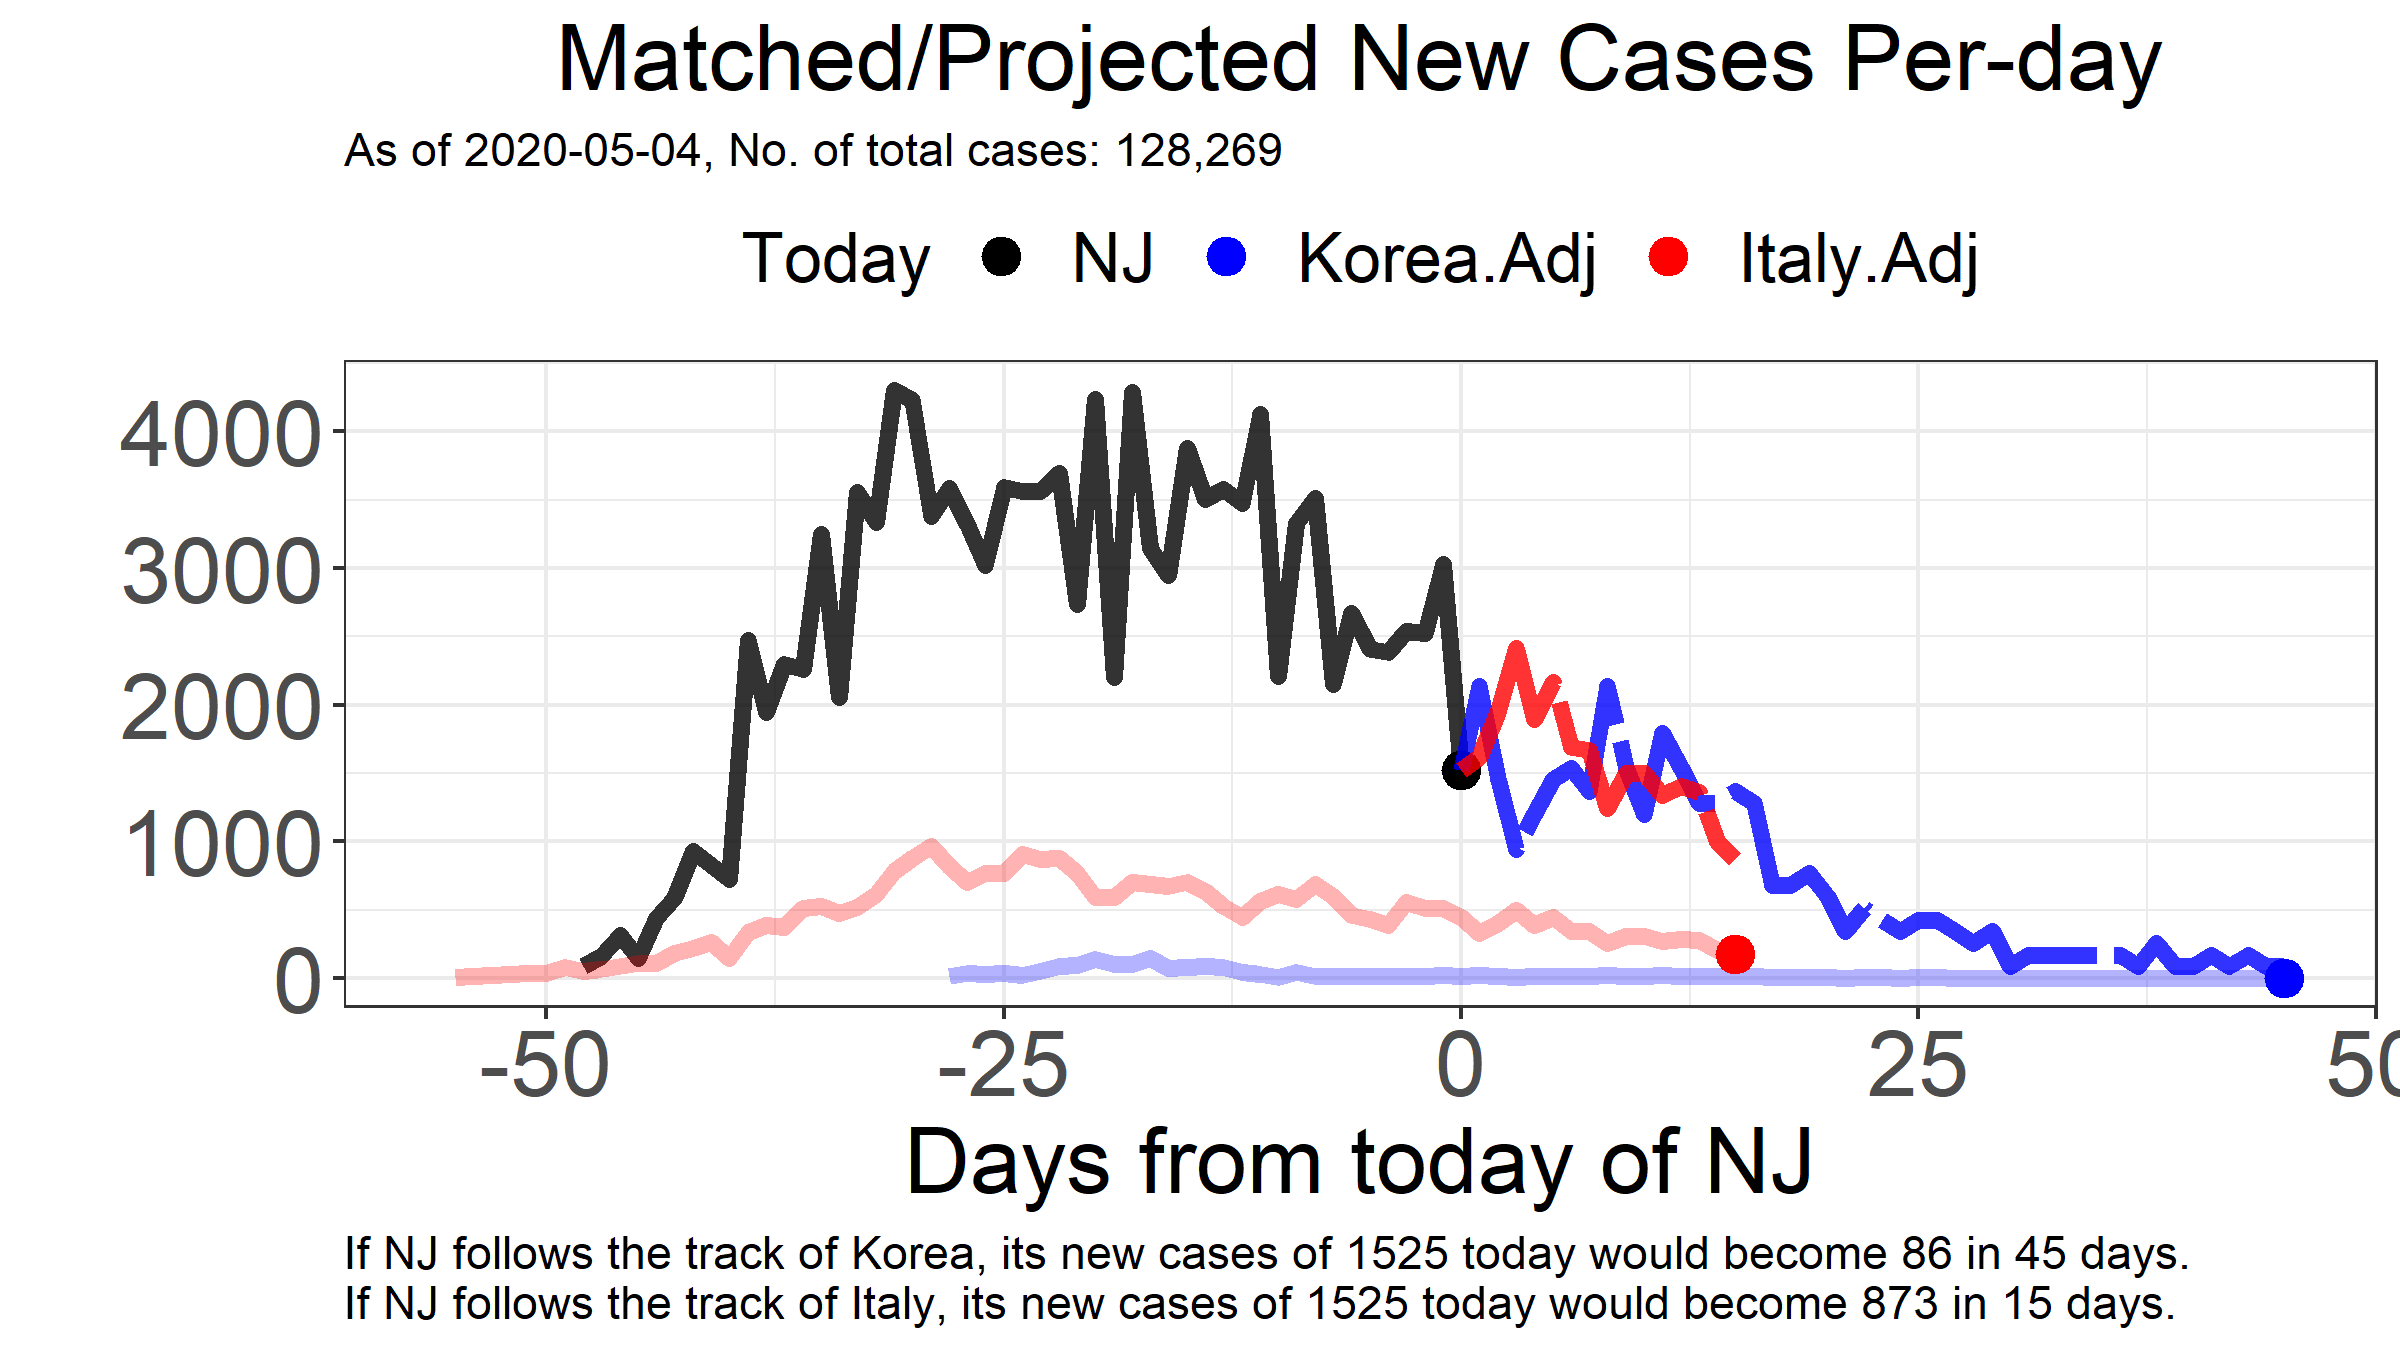 Matched/Projected New Cases Per-day
As of 2020-05-04, No. of total cases: 128,269
Today NJ Korea.Adj Italy.Adj
4000
3000
2000
1000
0
-50 -25 0 25 50
Days from today of NJ
If NJ follows the track of Korea, its new cases of 1525 today would become 86 in 45 days.
If NJ follows the track of Italy, its new cases of 1525 today would become 873 in 15 days.